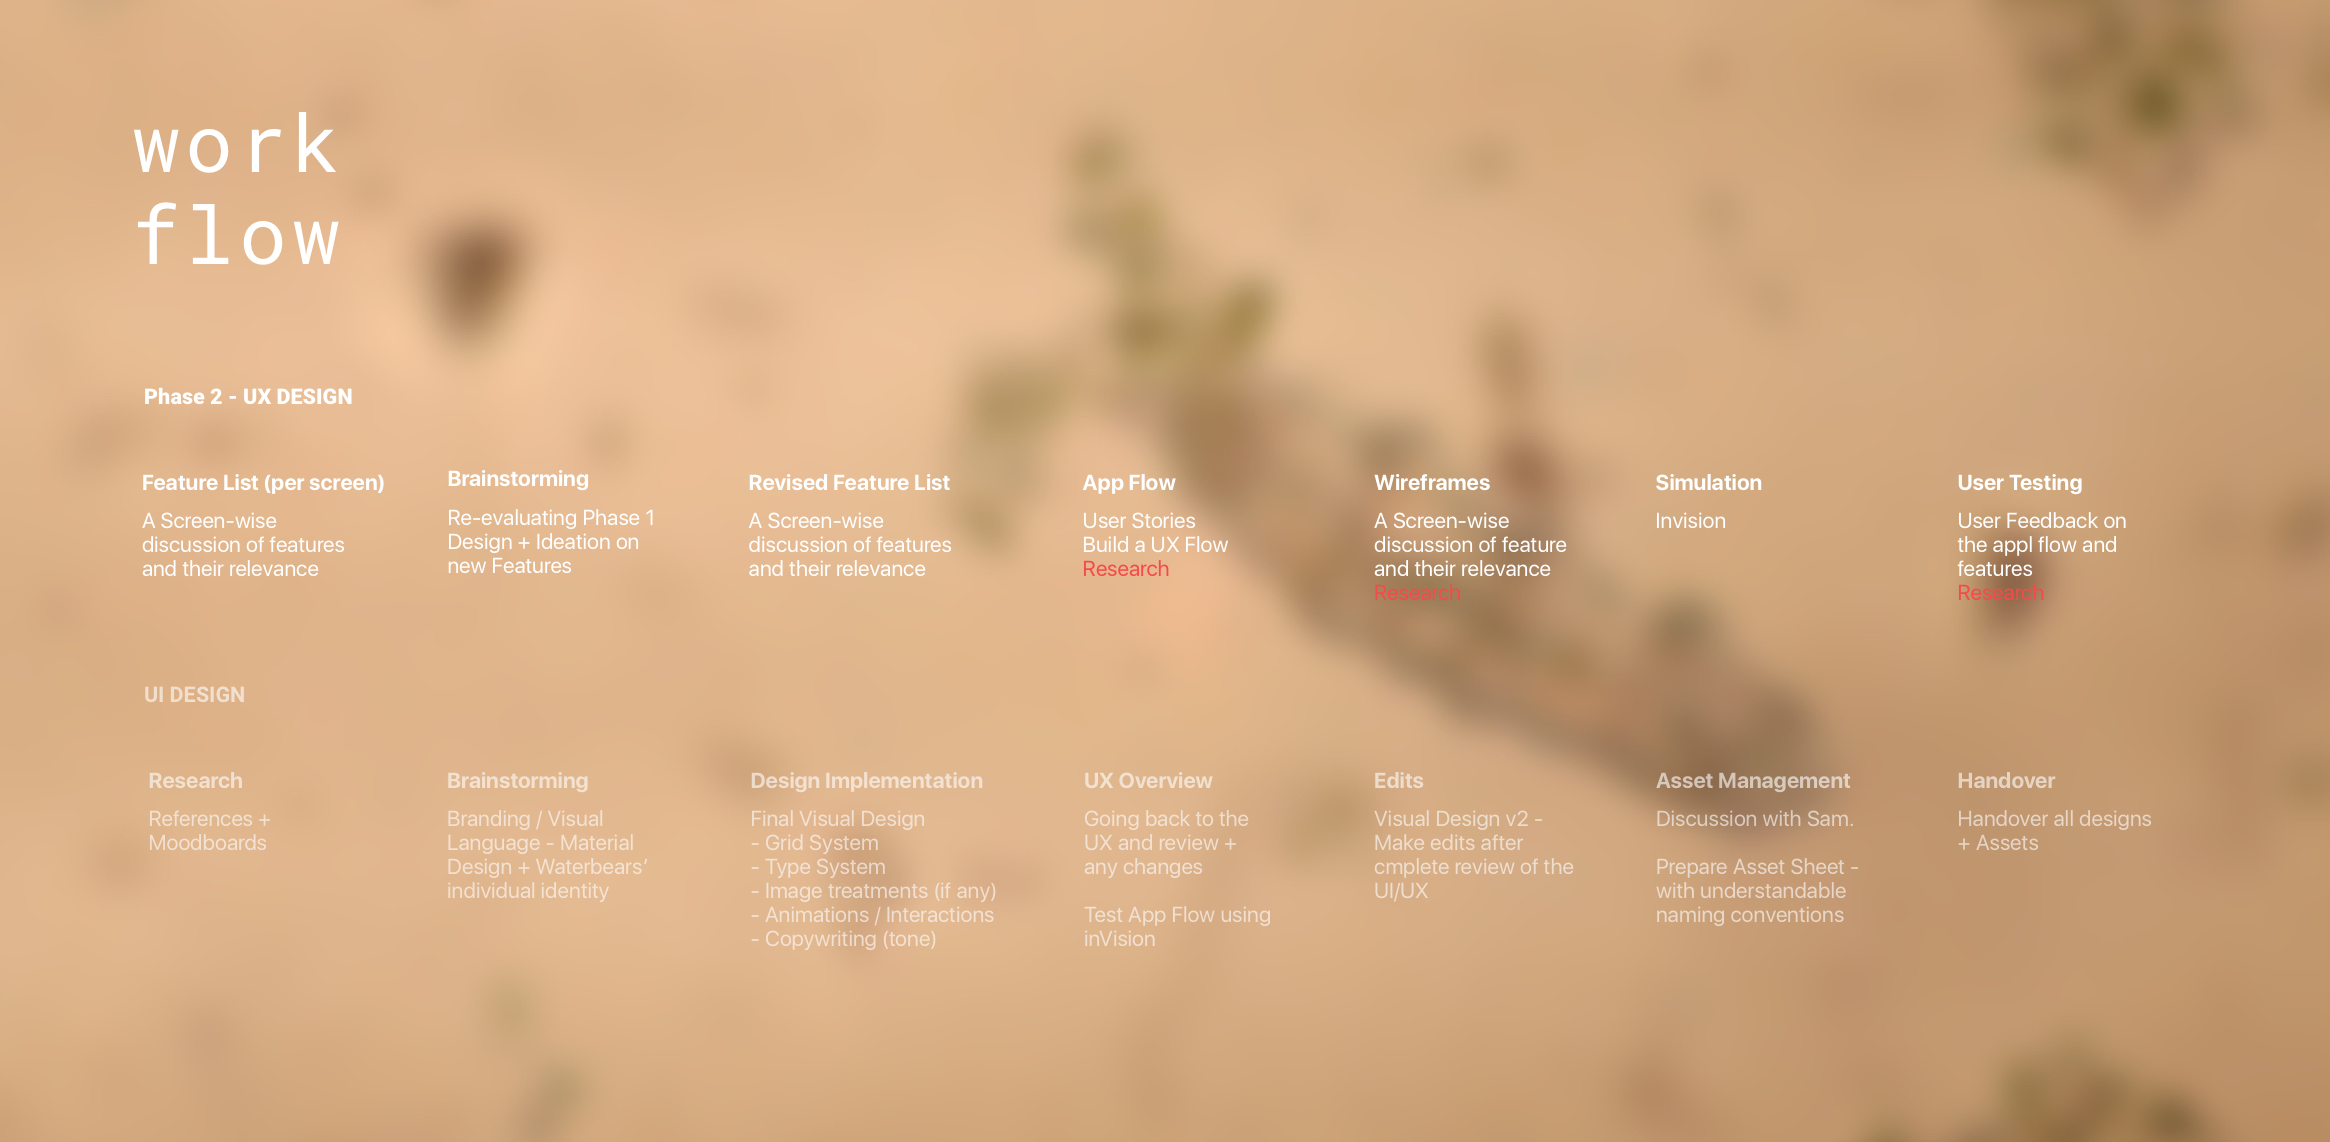 work
flow
Phase 2 - UX DESIGN
Feature List (per screen)
A Screen-wise
discussion of features
and their relevance
Brainstorming
Re-evaluating Phase 1
Design + Ideation on
new Features
Revised Feature List
A Screen-wise
discussion of features
and their relevance
App Flow
User Stories
Build a UX Flow
Research
Wireframes
A Screen-wise
discussion of feature
and their relevance
Research
Simulation
Invision
User Testing
User Feedback on
the appl flow and
features
Research
UI DESIGN
Research
References +
Moodboards
Brainstorming
Branding / Visual
Language - Material
Design + Waterbears'
individual identity
Design Implementation
Final Visual Design
- Grid System
- Type System
- Image treatments (if any)
- Animations / Interactions
- Copywriting (tone)
UX Overview
Going back to the
UX and review +
any changes
Test App Flow using
inVision
Edits
Visual Design v2 -
Make edits after
cmplete review of the
UI/UX
Asset Management
Discussion with Sam.
Prepare Asset Sheet -
with understandable
naming conventions
Handover
Handover all designs
+ Assets